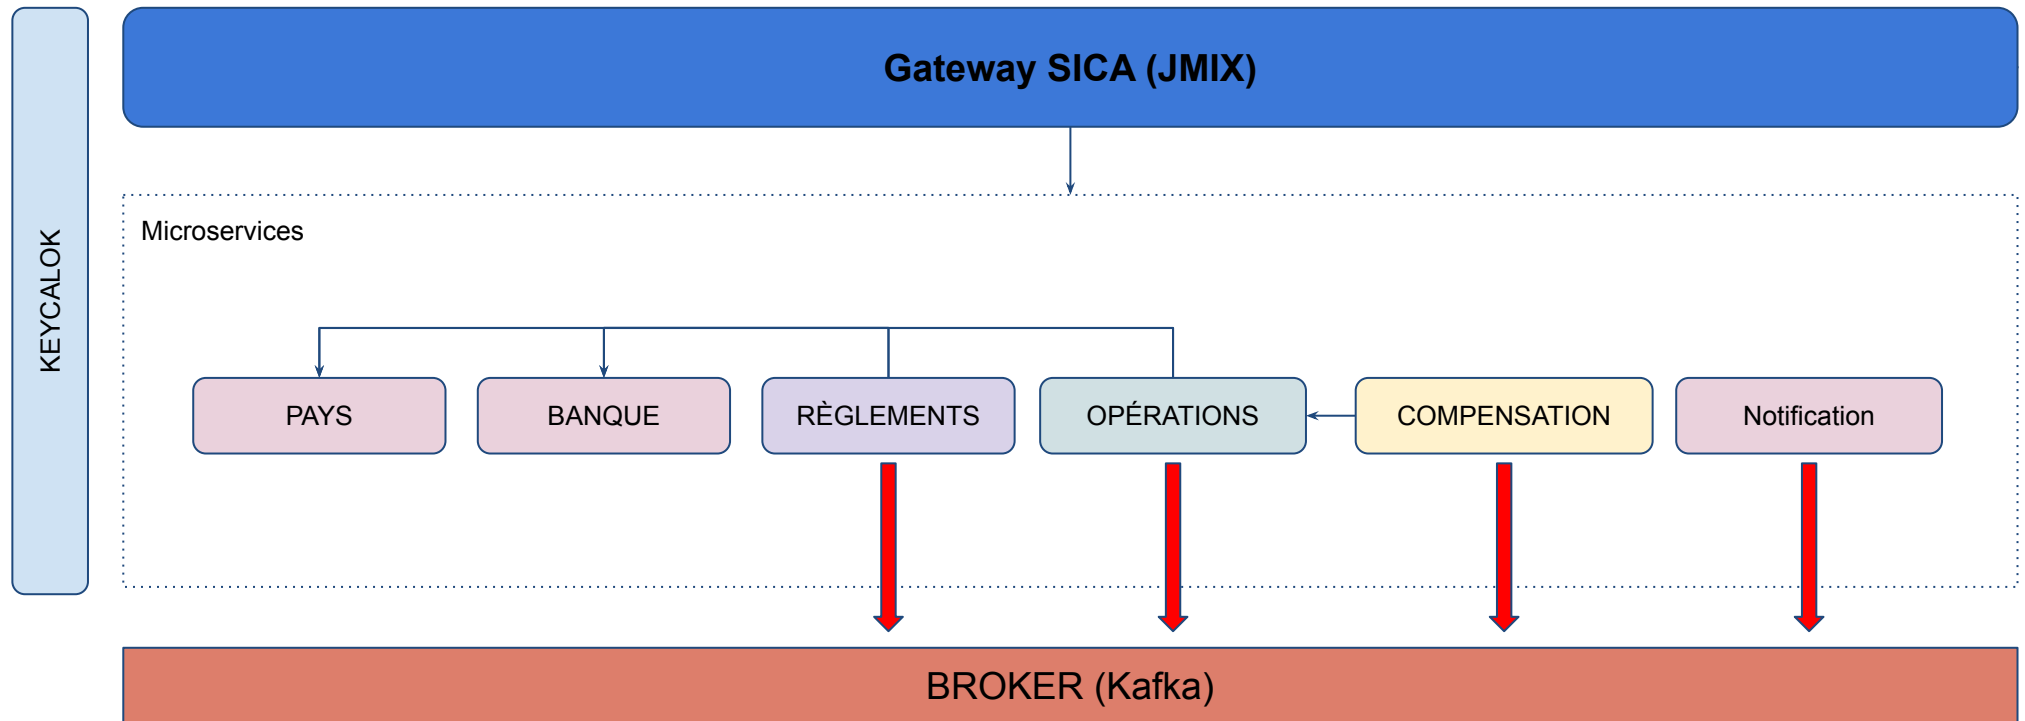 Gateway SICA (JMIX)
KEYCALOK
Microservices
PAYS
BANQUE
RÈGLEMENTS
OPÉRATIONS
COMPENSATION
Notification
BROKER (Kafka)